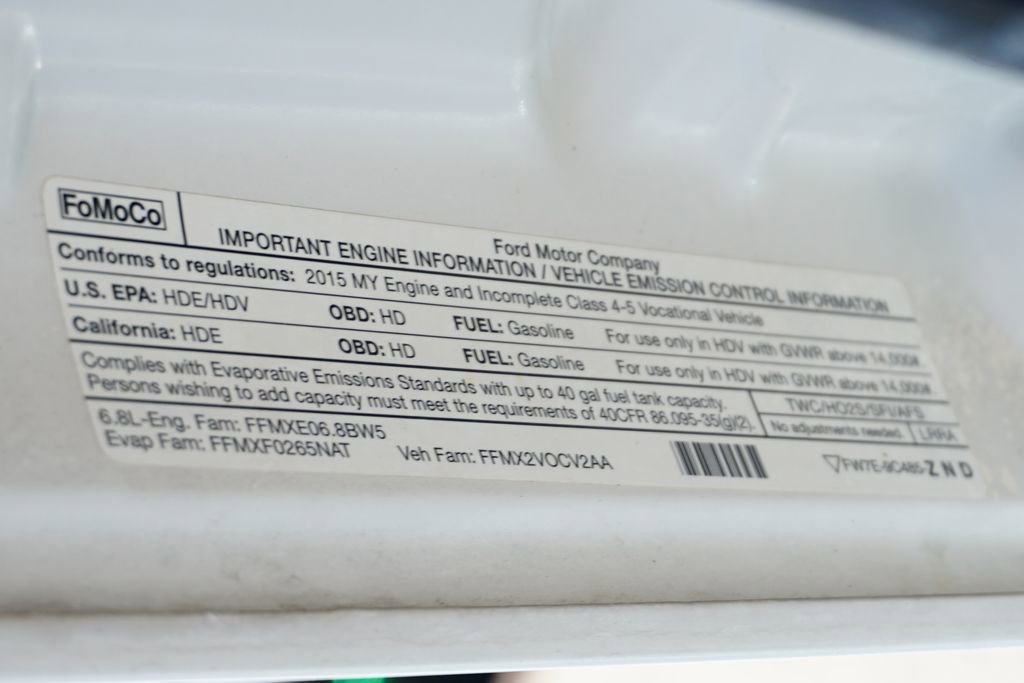 FoMoCo
Ford Motor Company
IMPORTANT ENGINE INFORMATION / VEHICLE EMISSION CONTROL INFORMATION
Conforms to regulations: 2015 MY Engine and Incomplete Class 4-5 Vocational Vehicle
U.S. EPA: HDE/HDV OBD: HD FUEL: Gasoline For use only in HDV with GVWR above 14,000#.
California: HDE OBD: HD FUEL: Gasoline For use only in HDV with GVWR above 14,000#.
Complies with Evaporative Emissions Standards with up to 40 gal fuel tank capacity.
Persons wishing to add capacity must meet the requirements of 40CFR 86.095-35(g)(2).
TWC/HO2S/SFI/AFS
No adjustments needed.
6.8L-Eng. Fam: FFMXE06.8BW5
Evap Fam: FFMXF0265NAT Veh Fam: FFMX2VOCV2AA
Z N D